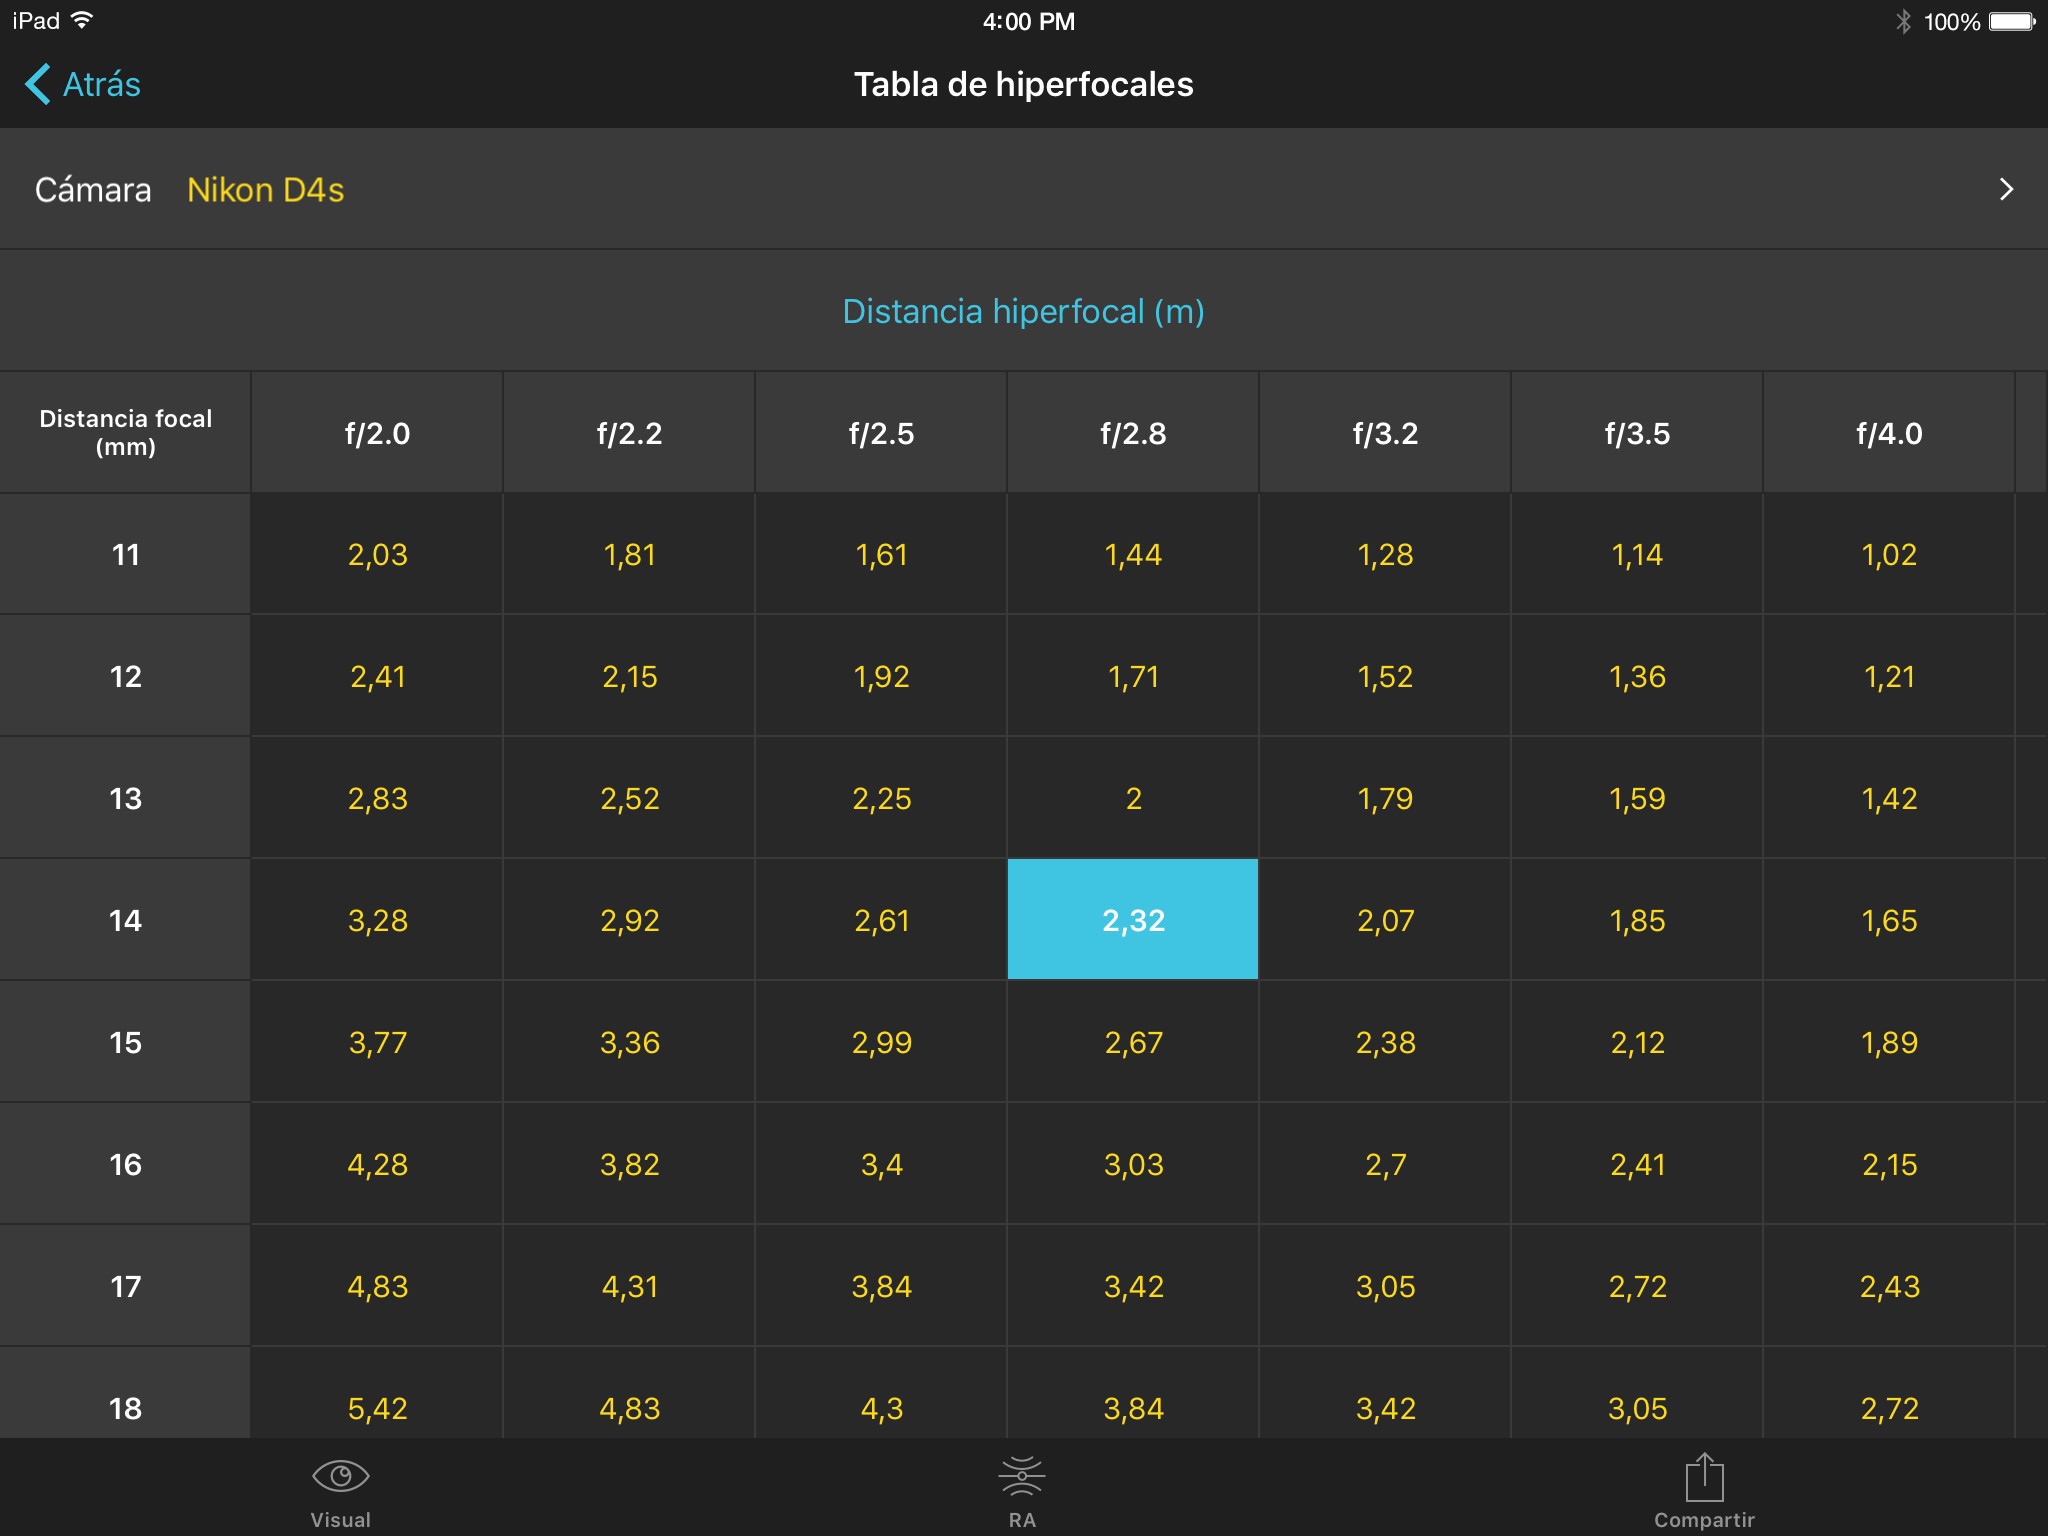 iPad 4:00 PM 100%
Atrás Tabla de hiperfocales
Cámara Nikon D4s
Distancia hiperfocal (m)
Distancia focal
(mm) f/2.0 f/2.2 f/2.5 f/2.8 f/3.2 f/3.5 f/4.0
11 2,03 1,81 1,61 1,44 1,28 1,14 1,02
12 2,41 2,15 1,92 1,71 1,52 1,36 1,21
13 2,83 2,52 2,25 2 1,79 1,59 1,42
14 3,28 2,92 2,61 2,32 2,07 1,85 1,65
15 3,77 3,36 2,99 2,67 2,38 2,12 1,89
16 4,28 3,82 3,4 3,03 2,7 2,41 2,15
17 4,83 4,31 3,84 3,42 3,05 2,72 2,43
18 5,42 4,83 4,3 3,84 3,42 3,05 2,72
Visual RA Compartir